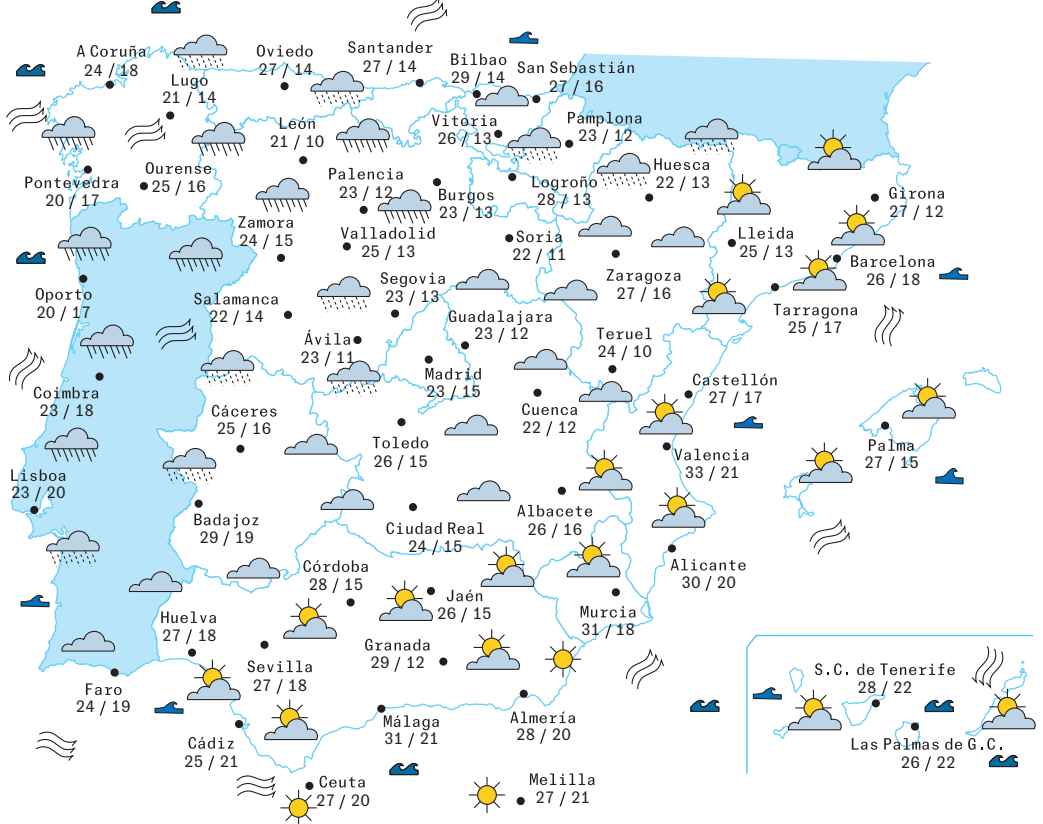 A Coruña
24 / 18
Lugo
21 / 14
Oviedo
27 / 14
Santander
27 / 14
Bilbao
29 / 14
San Sebastián
27 / 16
Vitoria
26 / 13
Pamplona
23 / 12
León
21 / 10
Ourense
25 / 16
Pontevedra
20 / 17
Palencia
23 / 12
Burgos
23 / 13
Logroño
28 / 13
Huesca
22 / 13
Girona
27 / 12
Zamora
24 / 15
Valladolid
25 / 13
Soria
22 / 11
Lleida
25 / 13
Barcelona
26 / 18
Zaragoza
27 / 16
Tarragona
25 / 17
Oporto
20 / 17
Salamanca
22 / 14
Segovia
23 / 13
Guadalajara
23 / 12
Ávila
23 / 11
Madrid
23 / 15
Teruel
24 / 10
Castellón
27 / 17
Coimbra
23 / 18
Cáceres
25 / 16
Cuenca
22 / 12
Toledo
26 / 15
Valencia
33 / 21
Palma
27 / 15
Lisboa
23 / 20
Badajoz
29 / 19
Ciudad Real
24 / 15
Albacete
26 / 16
Alicante
30 / 20
Córdoba
28 / 15
Jaén
26 / 15
Murcia
31 / 18
Huelva
27 / 18
Sevilla
27 / 18
Granada
29 / 12
Faro
24 / 19
Cádiz
25 / 21
Málaga
31 / 21
Almería
28 / 20
S.C. de Tenerife
28 / 22
Las Palmas de G.C.
26 / 22
Ceuta
27 / 20
Melilla
27 / 21